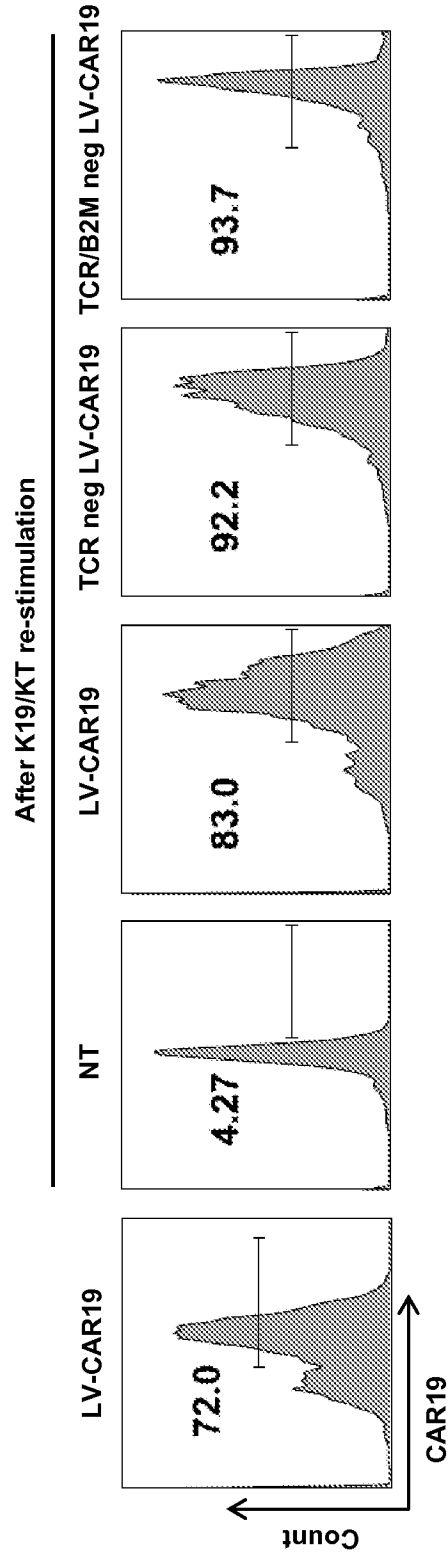 After K19/KT re-stimulation
LV-CAR19
NT
LV-CAR19
TCR neg LV-CAR19
TCR/B2M neg LV-CAR19
72.0
4.27
83.0
92.2
93.7
Count
CAR19